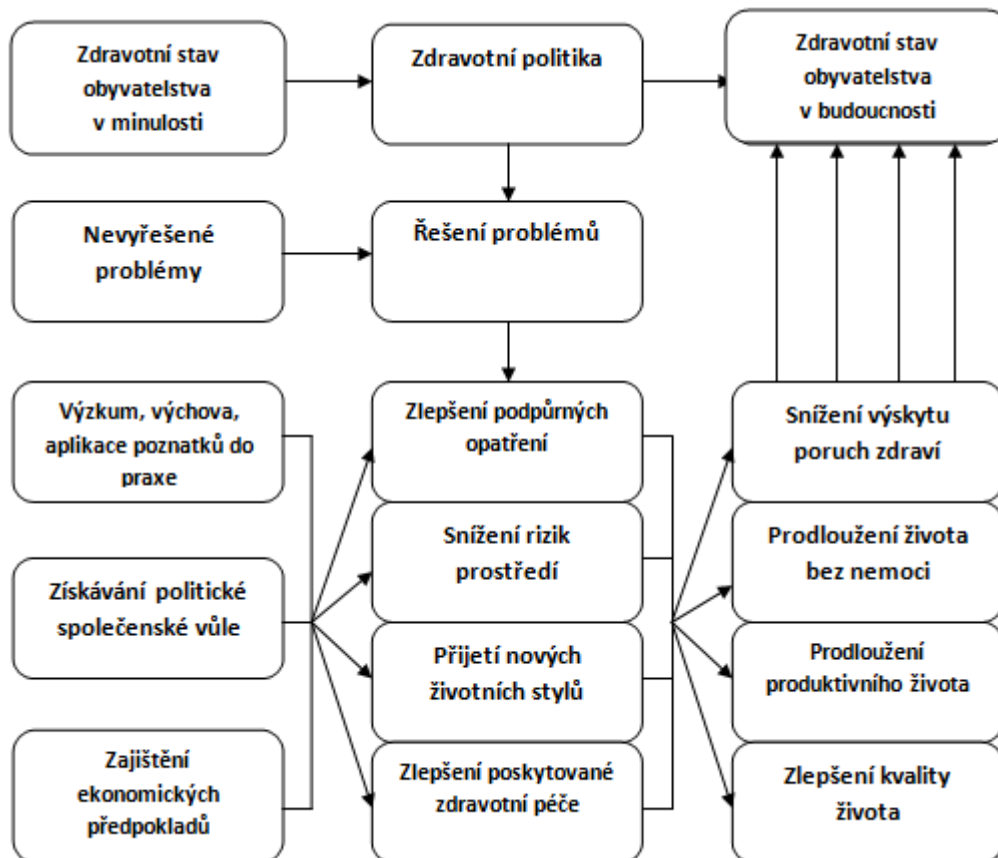 Zdravotní stav
obyvatelstva
v minulosti
Zdravotní politika
Zdravotní stav
obyvatelstva
v budoucnosti
Nevyřešené
problémy
Řešení problémů
Výzkum, výchova,
aplikace poznatků do
praxe
Zlepšení podpůrných
opatření
Snížení výskytu
poruch zdraví
Snížení rizik
prostředí
Prodloužení života
bez nemoci
Získávání politické
společenské vůle
Přijetí nových
životních stylů
Prodloužení
produktivního života
Zajištění
ekonomických
předpokladů
Zlepšení poskytované
zdravotní péče
Zlepšení kvality
života